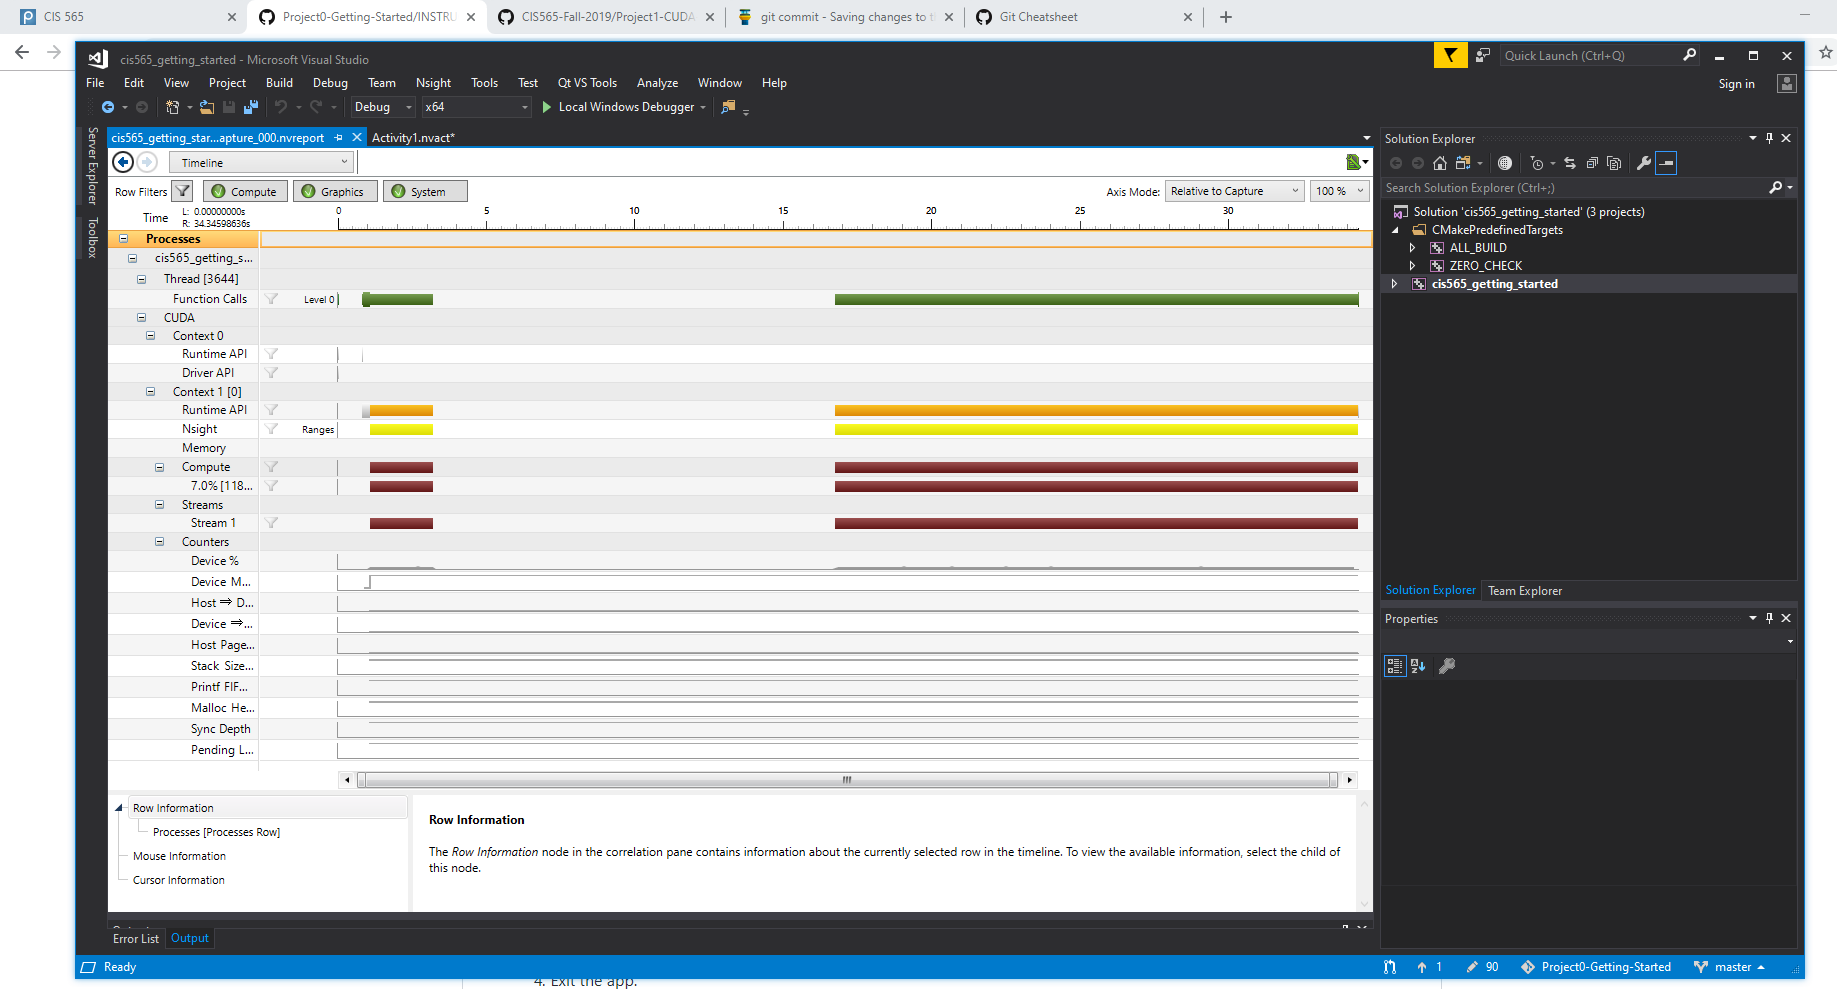 CIS 565
Project0-Getting-Started/INSTRU
CIS565-Fall-2019/Project1-CUDA
git commit - Saving changes to t
Git Cheatsheet
cis565_getting_started - Microsoft Visual Studio
Quick Launch (Ctrl+Q)
File Edit View Project Build Debug Team Nsight Tools Test Qt VS Tools Analyze Window Help
Sign in
Debug x64 Local Windows Debugger
Server Explorer
Toolbox
cis565_getting_star...apture_000.nvreport Activity1.nvact*
Timeline
Row Filters Compute Graphics System Axis Mode: Relative to Capture 100 %
Time L: 0.00000000s
R: 34.34598636s
0 5 10 15 20 25 30
Processes
cis565_getting_s...
Thread [3644]
Function Calls Level 0
CUDA
Context 0
Runtime API
Driver API
Context 1 [0]
Runtime API
Nsight Ranges
Memory
Compute
7.0% [118...
Streams
Stream 1
Counters
Device %
Device M...
Host ⇒ D...
Device ⇒...
Host Page...
Stack Size...
Printf FIF...
Malloc He...
Sync Depth
Pending L...
Row Information
Processes [Processes Row]
Mouse Information
Cursor Information
Row Information
The Row Information node in the correlation pane contains information about the currently selected row in the timeline. To view the available information, select the child of
this node.
Error List Output
Solution Explorer
Search Solution Explorer (Ctrl+;)
Solution 'cis565_getting_started' (3 projects)
CMakePredefinedTargets
ALL_BUILD
ZERO_CHECK
cis565_getting_started
Solution Explorer Team Explorer
Properties
Ready
1 90 Project0-Getting-Started master
4. Exit the app.